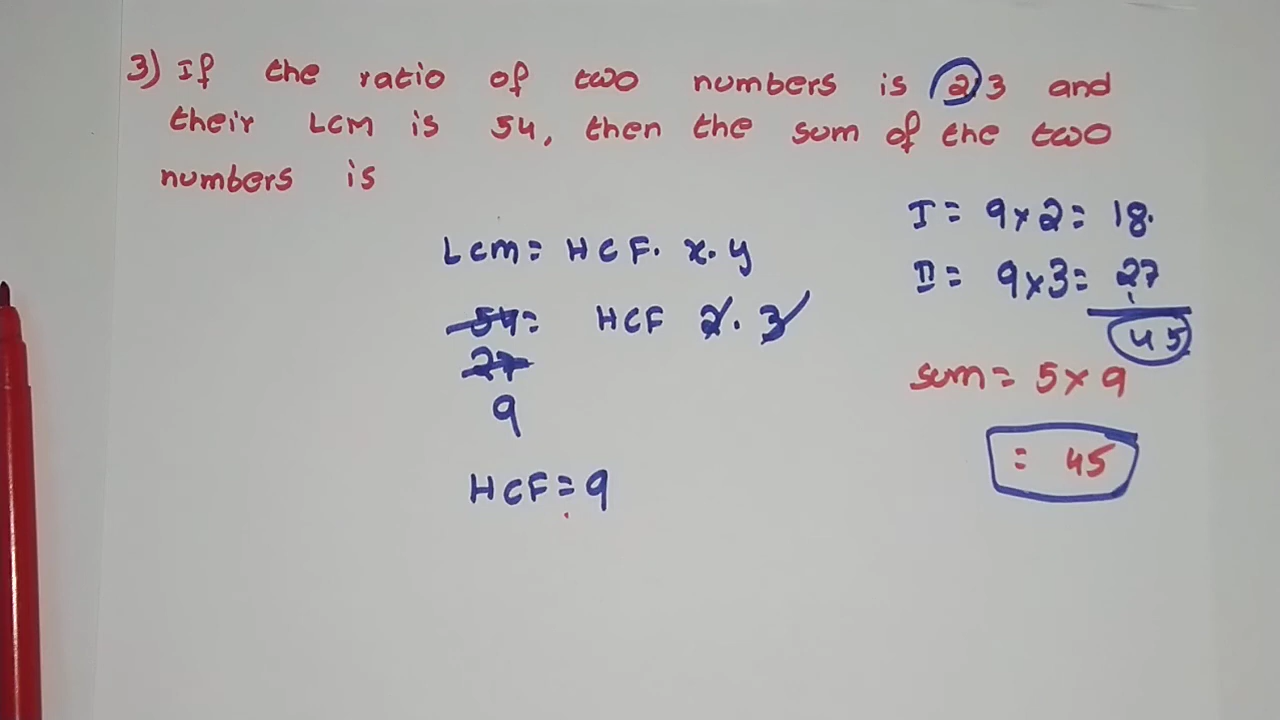 3) If the ratio of two numbers is 2:3 and
their LCM is 54, then the sum of the two
numbers is
LCM = HCF. x. y
54 = HCF 2. 3
27
9
HCF = 9
I = 9×2 = 18.
II = 9×3 = 27
45
sum = 5×9
= 45